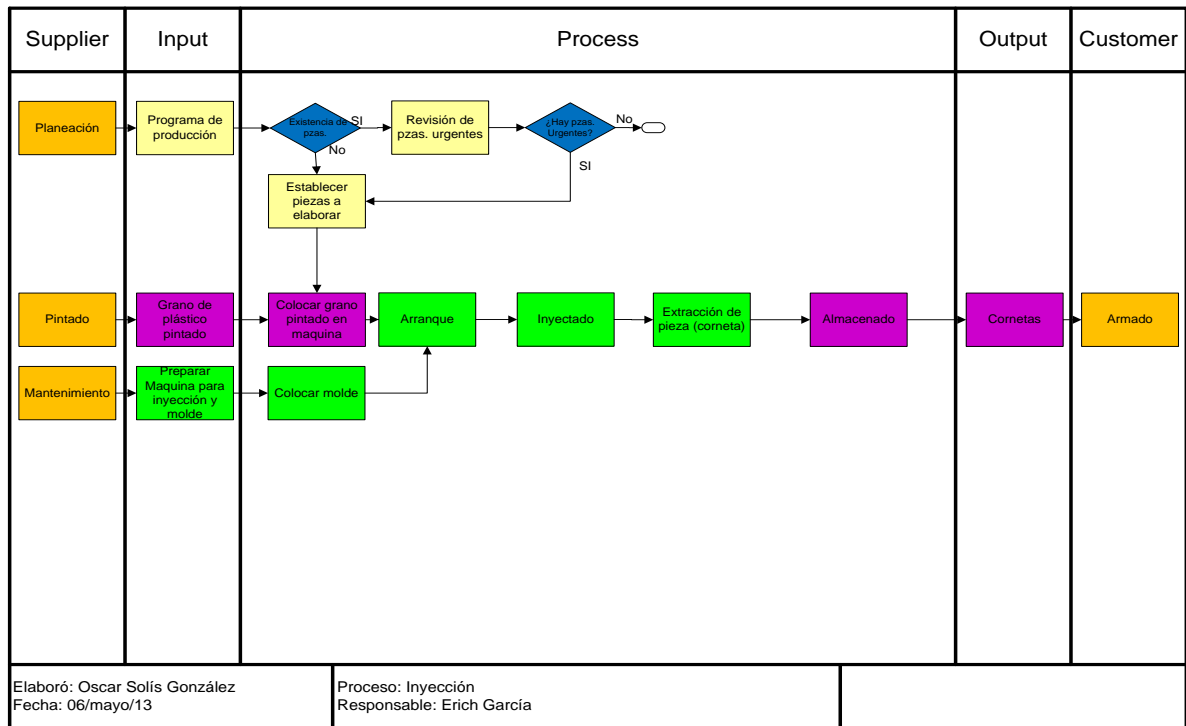 Supplier
Input
Process
Output
Customer
Planeación
Programa de
producción
Existencia de
pzas.
SI
No
Revisión de
pzas. urgentes
¿Hay pzas.
Urgentes?
No
SI
Establecer
piezas a
elaborar
Pintado
Grano de
plástico
pintado
Colocar grano
pintado en
maquina
Arranque
Inyectado
Extracción de
pieza (corneta)
Almacenado
Cornetas
Armado
Mantenimiento
Preparar
Maquina para
inyección y
molde
Colocar molde
Elaboró: Oscar Solís González
Fecha: 06/mayo/13
Proceso: Inyección
Responsable: Erich García